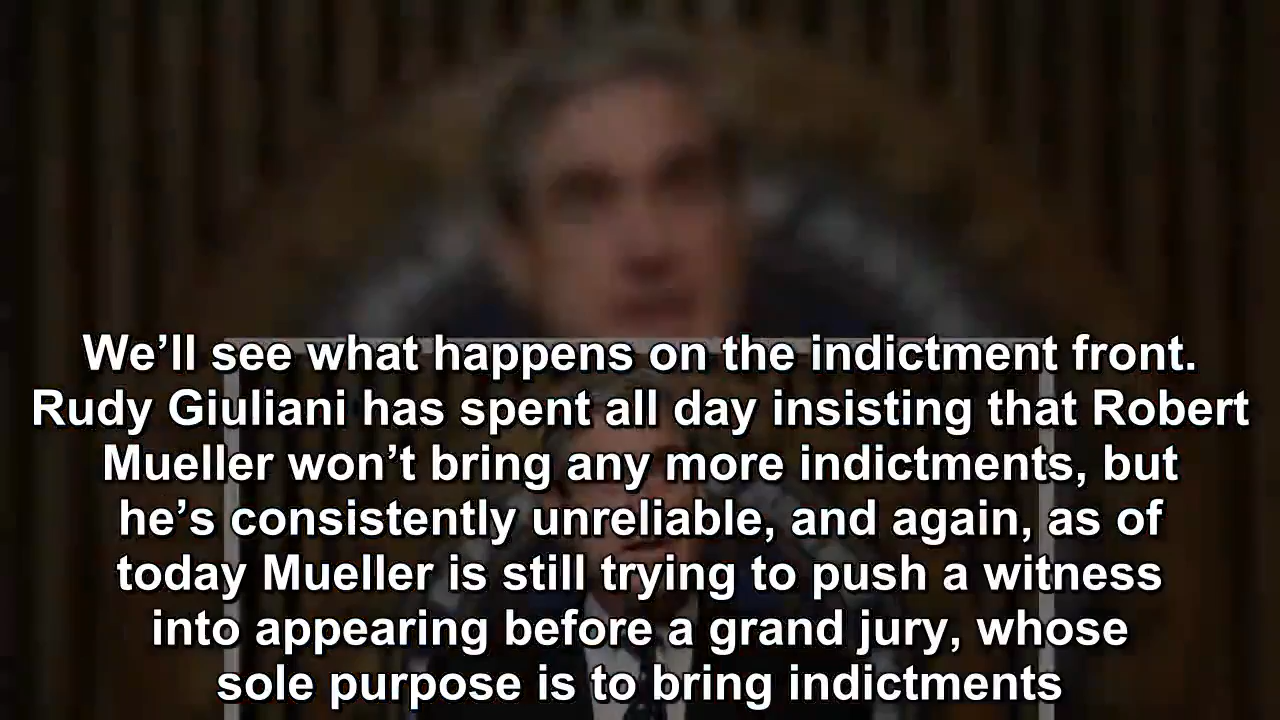 We’ll see what happens on the indictment front.
Rudy Giuliani has spent all day insisting that Robert
Mueller won’t bring any more indictments, but
he’s consistently unreliable, and again, as of
today Mueller is still trying to push a witness
into appearing before a grand jury, whose
sole purpose is to bring indictments